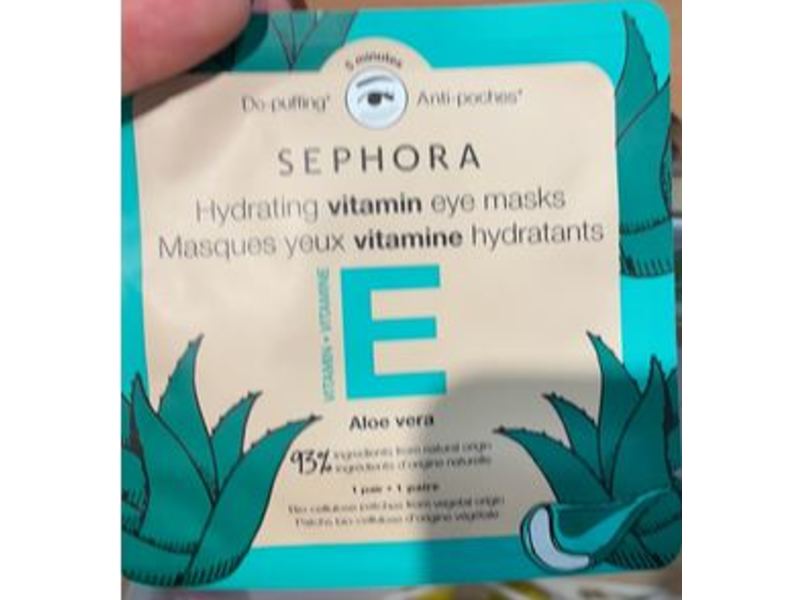 5 minutes
De-puffing* Anti-poches*
SEPHORA
Hydrating vitamin eye masks
Masques yeux vitamine hydratants
VITAMIN • VITAMINE
E
Aloe vera
93% ingredients from natural origin
ingrédients d'origine naturelle
1 pair • 1 paire
Bio-cellulose patches from vegetal origin
Patchs bio-cellulose d'origine végétale